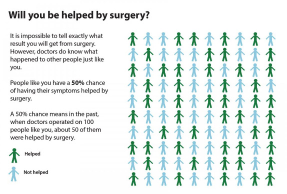 Will you be helped by surgery?
It is impossible to tell exactly what
result you will get from surgery.
However, doctors do know what
happened to other people just like
you.
People like you have a 50% chance
of having their symptoms helped by
surgery.
A 50% chance means in the past,
when doctors operated on 100
people like you, about 50 of them
were helped by surgery.
Helped
Not helped